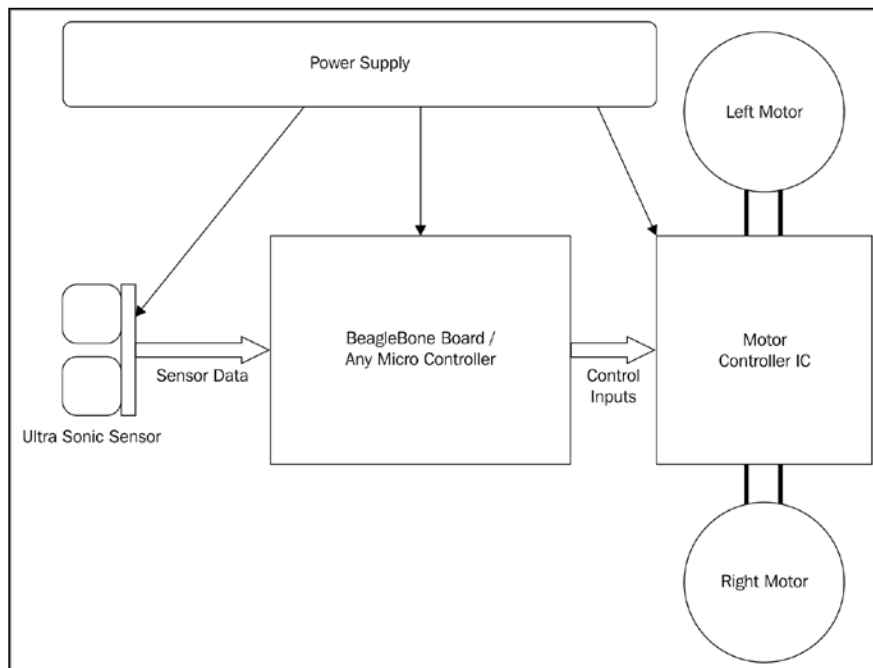 Power Supply
Left Motor
BeagleBone Board /
Any Micro Controller
Motor
Controller IC
Sensor Data
Control
Inputs
Ultra Sonic Sensor
Right Motor